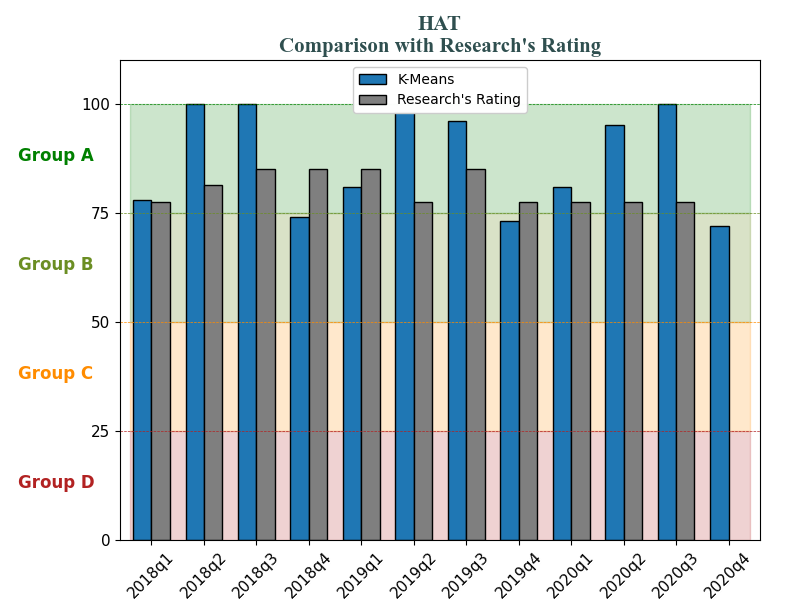 HAT
Comparison with Research's Rating
K-Means
Research's Rating
100
Group A
75
Group B
50
Group C
25
Group D
0
2018q1
2018q2
2018q3
2018q4
2019q1
2019q2
2019q3
2019q4
2020q1
2020q2
2020q3
2020q4